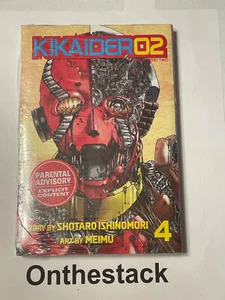 KIKAIDER02
PARENTAL
ADVISORY
EXPLICIT
CONTENT
STORY BY SHOTARO ISHINOMORI
ART BY MEIMU
4
Onthestack